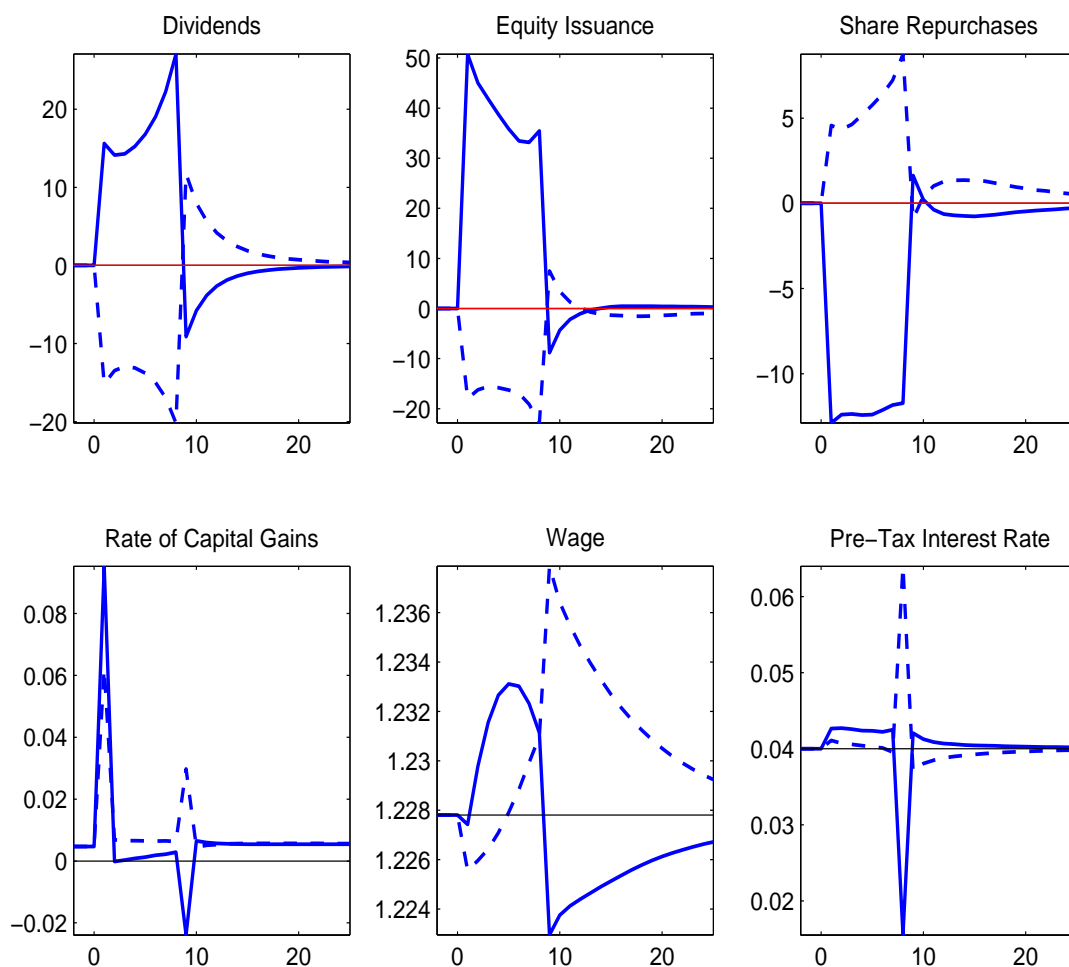 Dividends
Equity Issuance
Share Repurchases
20
10
0
−10
−20
0 10 20
50
40
30
20
10
0
−10
−20
0 10 20
5
0
−5
−10
0 10 20
Rate of Capital Gains
Wage
Pre−Tax Interest Rate
0.08
0.06
0.04
0.02
0
−0.02
0 10 20
1.236
1.234
1.232
1.23
1.228
1.226
1.224
0 10 20
0.06
0.05
0.04
0.03
0.02
0 10 20